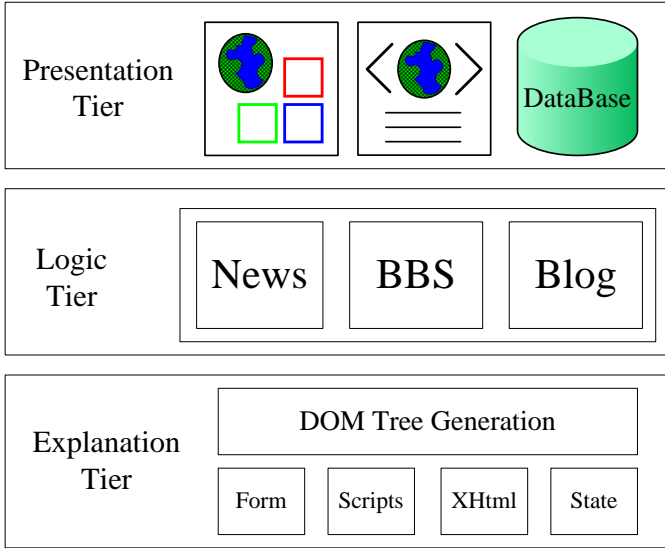 Presentation
Tier
DataBase
Logic
Tier
News
BBS
Blog
Explanation
Tier
DOM Tree Generation
Form
Scripts
XHtml
State